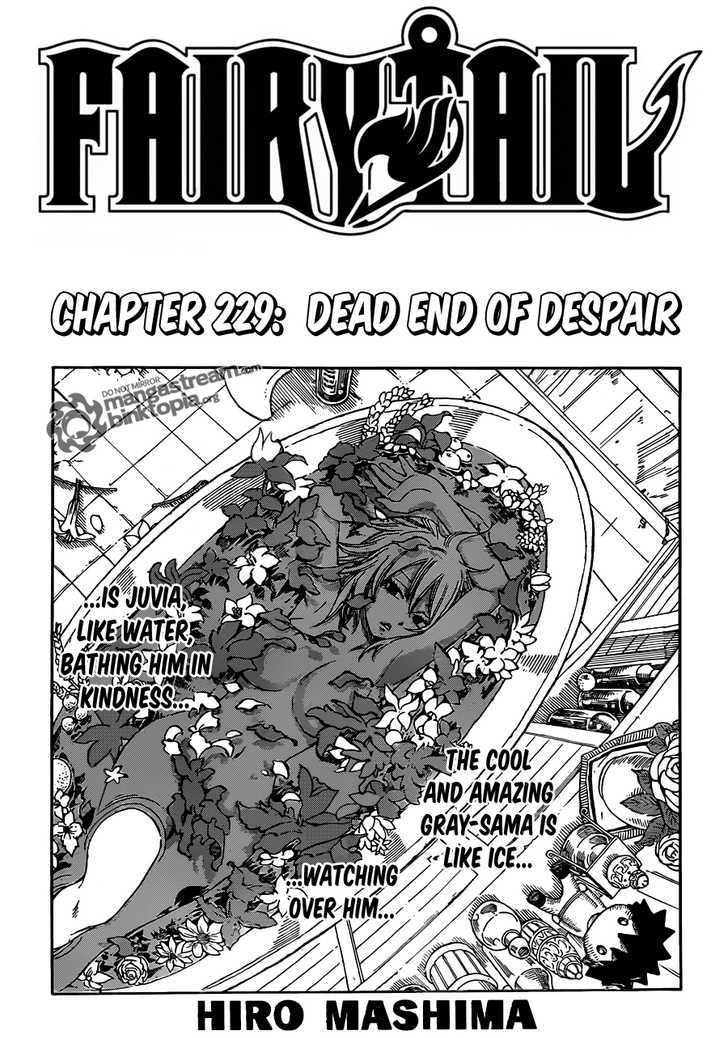 FAIRY TAIL
CHAPTER 229: DEAD END OF DESPAIR
DO NOT MIRROR
mangastream.com
binktopia.org
THE COOL
AND AMAZING
GRAY-SAMA IS
LIKE ICE...
...WATCHING
OVER HIM...
...IS JUVIA,
LIKE WATER,
BATHING HIM IN
KINDNESS...
HIRO MASHIMA